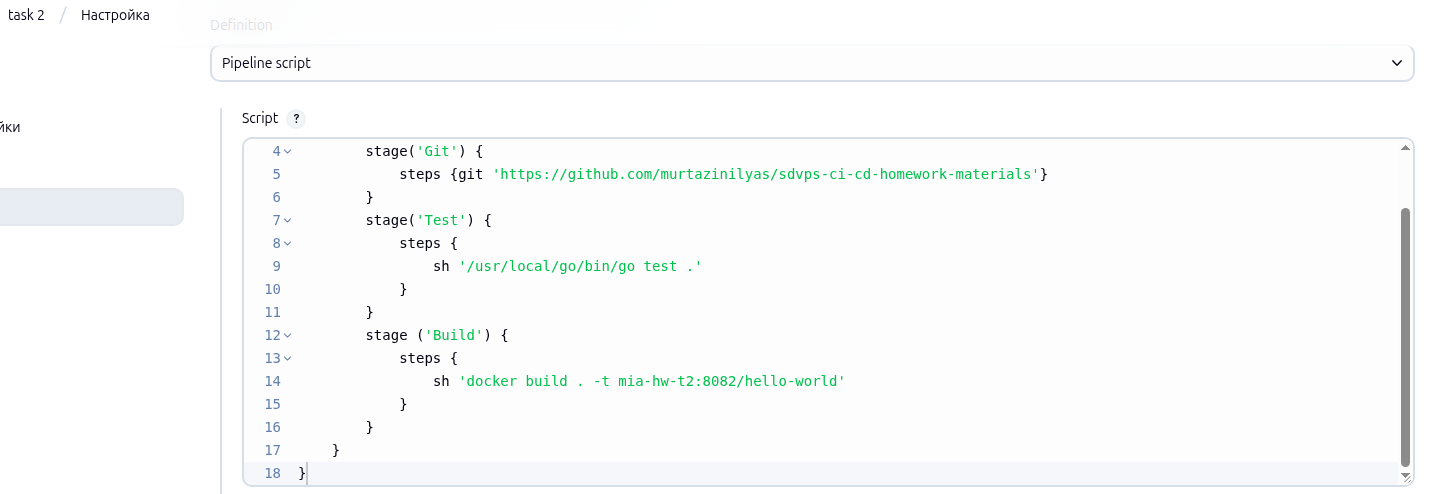 task 2 / Настройка
Definition
Pipeline script
йки
Script ?
4 stage('Git') {
5 steps {git 'https://github.com/murtazinilyas/sdvps-ci-cd-homework-materials'}
6 }
7 stage('Test') {
8 steps {
9 sh '/usr/local/go/bin/go test .'
10 }
11 }
12 stage ('Build') {
13 steps {
14 sh 'docker build . -t mia-hw-t2:8082/hello-world'
15 }
16 }
17 }
18 }